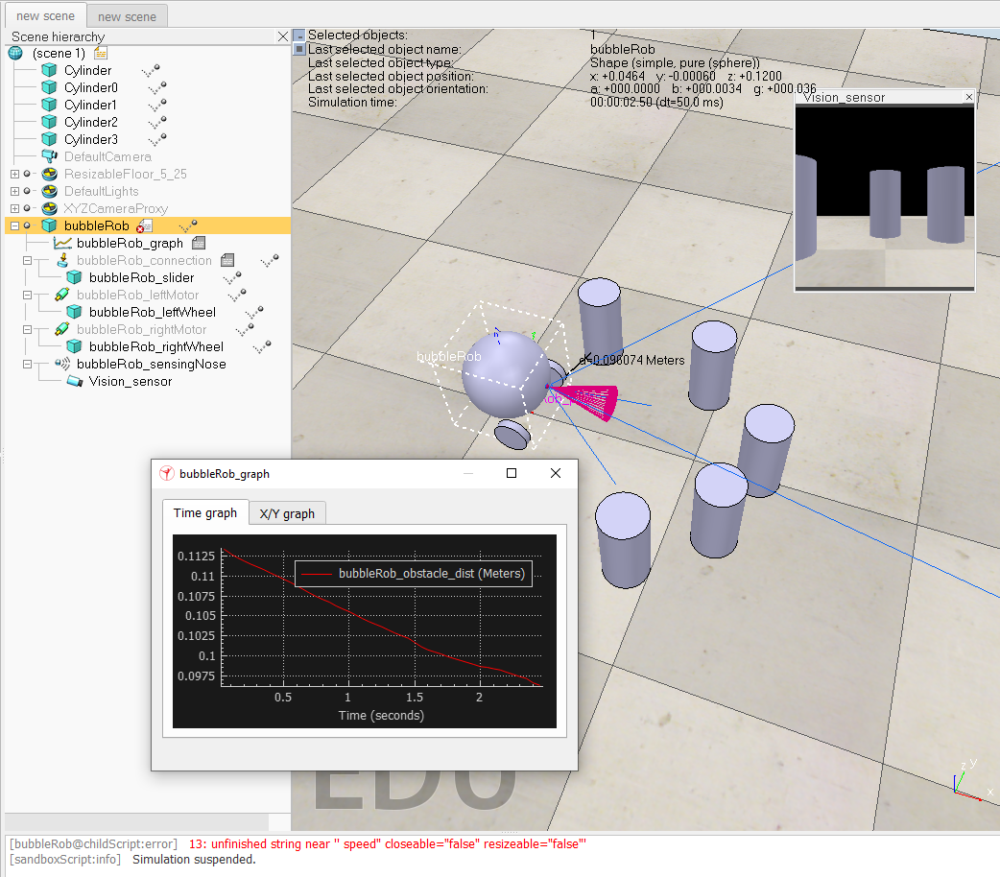 new scene
new scene
Scene hierarchy
(scene 1)
Cylinder
Cylinder0
Cylinder1
Cylinder2
Cylinder3
DefaultCamera
ResizableFloor_5_25
DefaultLights
XYZCameraProxy
bubbleRob
bubbleRob_graph
bubbleRob_connection
bubbleRob_slider
bubbleRob_leftMotor
bubbleRob_leftWheel
bubbleRob_rightMotor
bubbleRob_rightWheel
bubbleRob_sensingNose
Vision_sensor
Selected objects: 1
Last selected object name: bubbleRob
Last selected object type: Shape (simple, pure (sphere))
Last selected object position: x: +0.0464 y: -0.00060 z: +0.1200
Last selected object orientation: a: +000.0000 b: +000.0034 g: +000.036
Simulation time: 00:00:02:50 (dt=50.0 ms)
Vision_sensor
bubbleRob
d=0.096074 Meters
bubbleRob_graph
Time graph
X/Y graph
0.1125
0.11
0.1075
0.105
0.1025
0.1
0.0975
bubbleRob_obstacle_dist (Meters)
0.5 1 1.5 2
Time (seconds)
EDU
z y
x
[bubbleRob@childScript:error] 13: unfinished string near '' speed" closeable="false" resizeable="false"'
[sandboxScript:info] Simulation suspended.